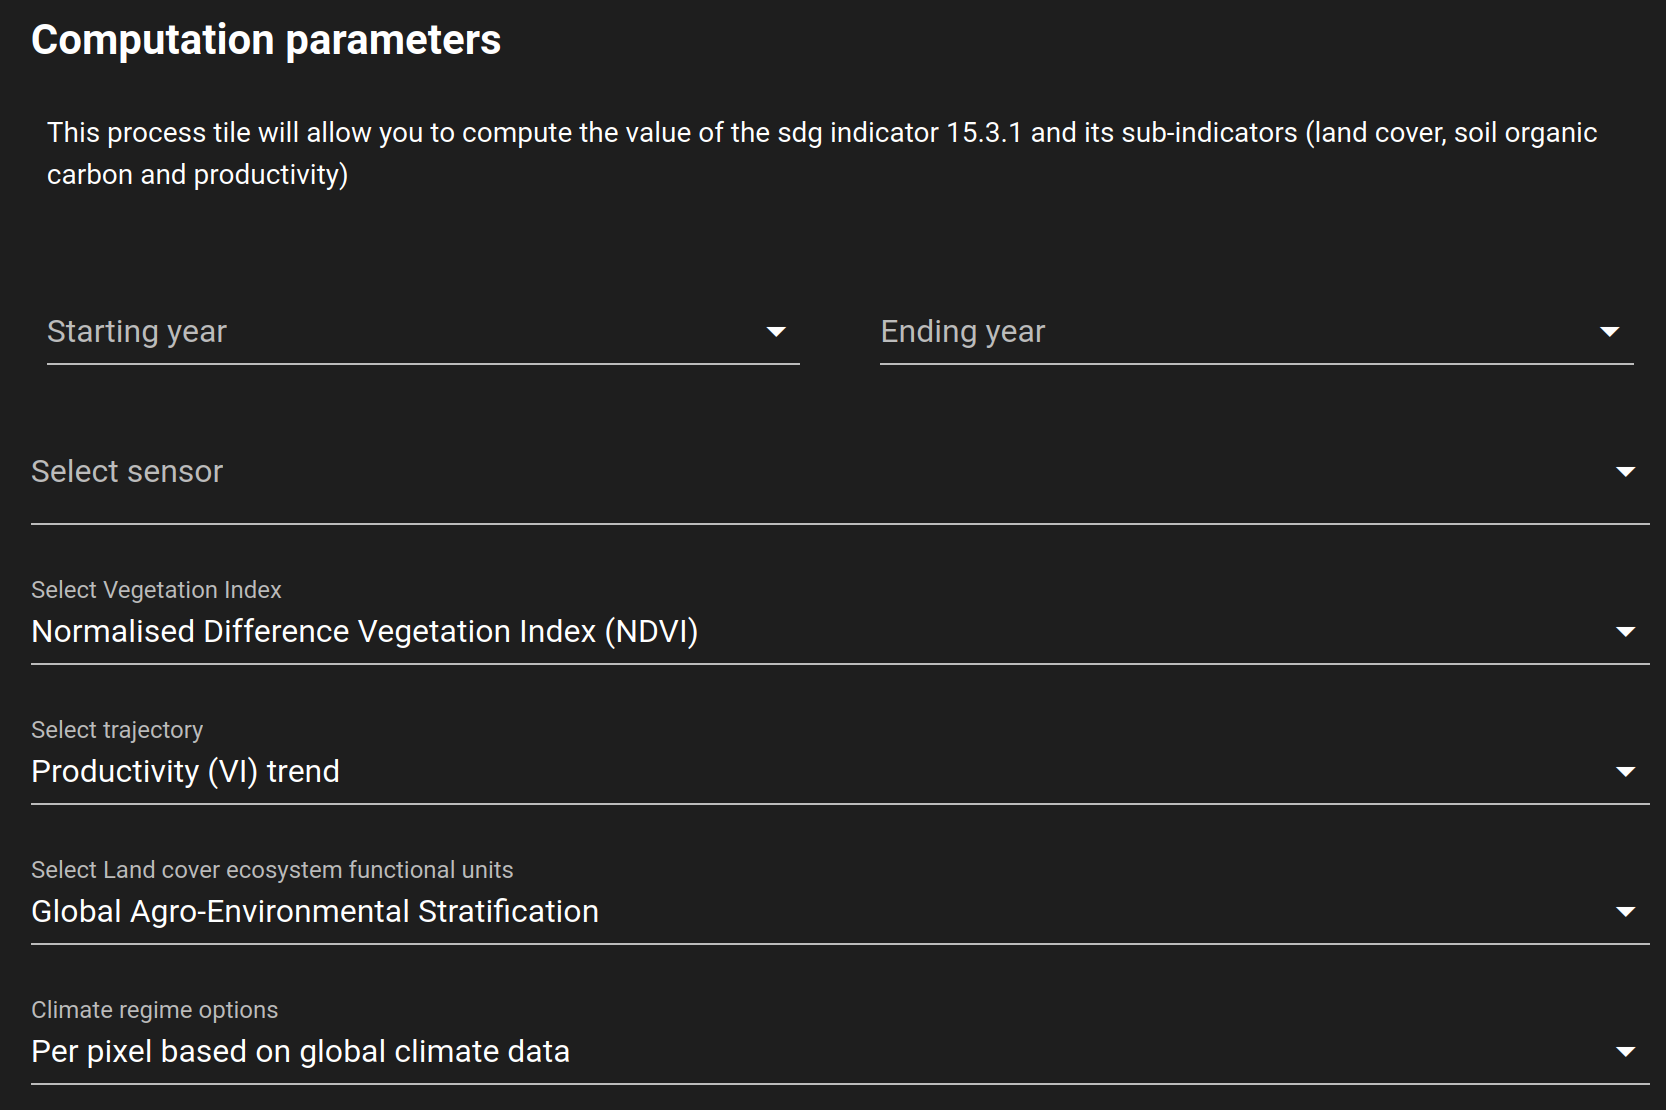 Computation parameters
This process tile will allow you to compute the value of the sdg indicator 15.3.1 and its sub-indicators (land cover, soil organic
carbon and productivity)
Starting year
Ending year
Select sensor
Select Vegetation Index
Normalised Difference Vegetation Index (NDVI)
Select trajectory
Productivity (VI) trend
Select Land cover ecosystem functional units
Global Agro-Environmental Stratification
Climate regime options
Per pixel based on global climate data